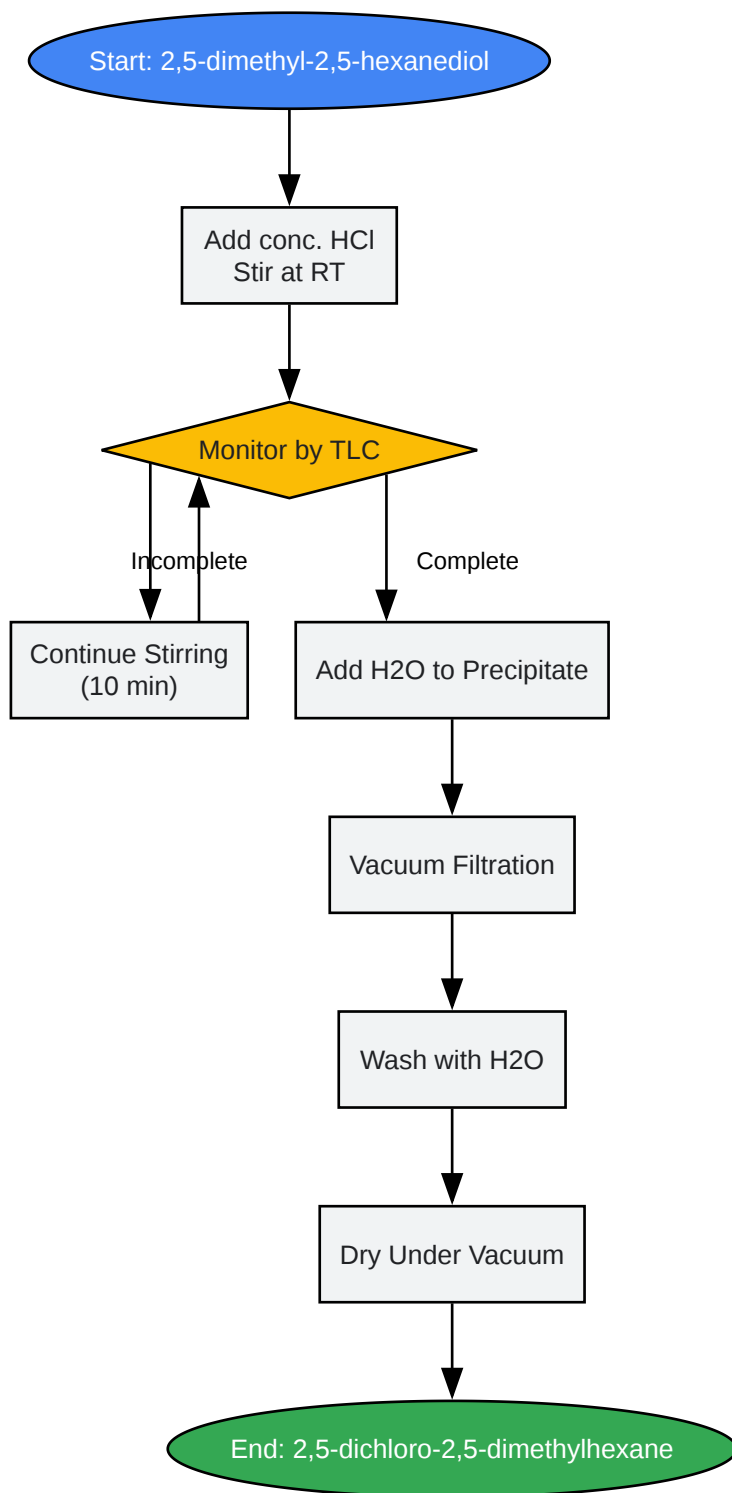 Start: 2,5-dimethyl-2,5-hexanediol
Add conc. HCl
Stir at RT
Monitor by TLC
Incomplete
Complete
Continue Stirring
(10 min)
Add H2O to Precipitate
Vacuum Filtration
Wash with H2O
Dry Under Vacuum
End: 2,5-dichloro-2,5-dimethylhexane